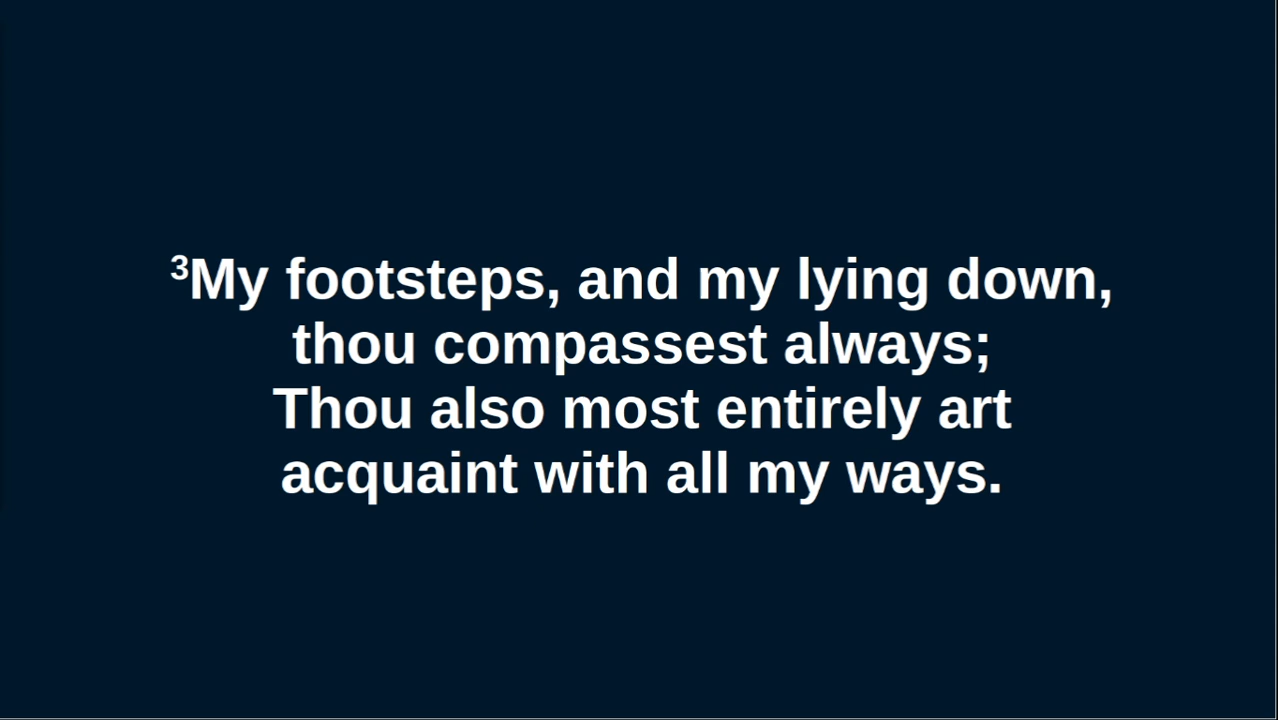 ³My footsteps, and my lying down,
thou compassest always;
Thou also most entirely art
acquaint with all my ways.